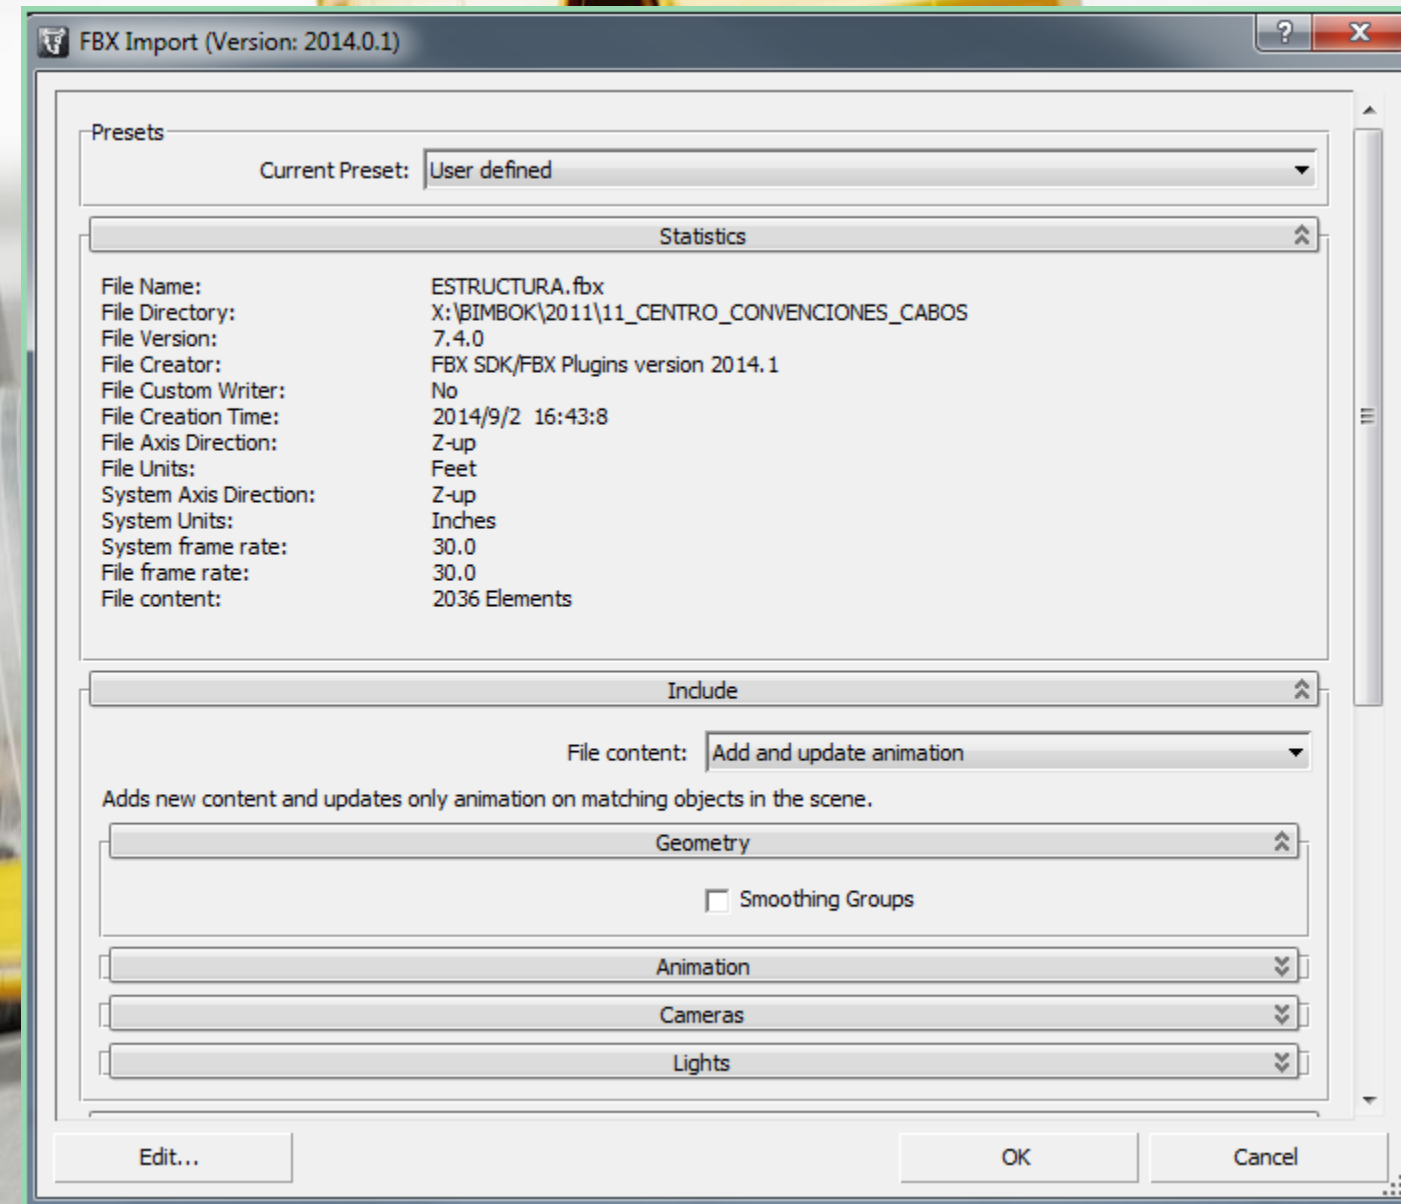 FBX Import (Version: 2014.0.1)
Presets
Current Preset: User defined
Statistics
File Name: ESTRUCTURA.fbx
File Directory: X:\BIMBOK\2011\11_CENTRO_CONVENCIONES_CABOS
File Version: 7.4.0
File Creator: FBX SDK/FBX Plugins version 2014.1
File Custom Writer: No
File Creation Time: 2014/9/2 16:43:8
File Axis Direction: Z-up
File Units: Feet
System Axis Direction: Z-up
System Units: Inches
System frame rate: 30.0
File frame rate: 30.0
File content: 2036 Elements
Include
File content: Add and update animation
Adds new content and updates only animation on matching objects in the scene.
Geometry
Smoothing Groups
Animation
Cameras
Lights
Edit... OK Cancel